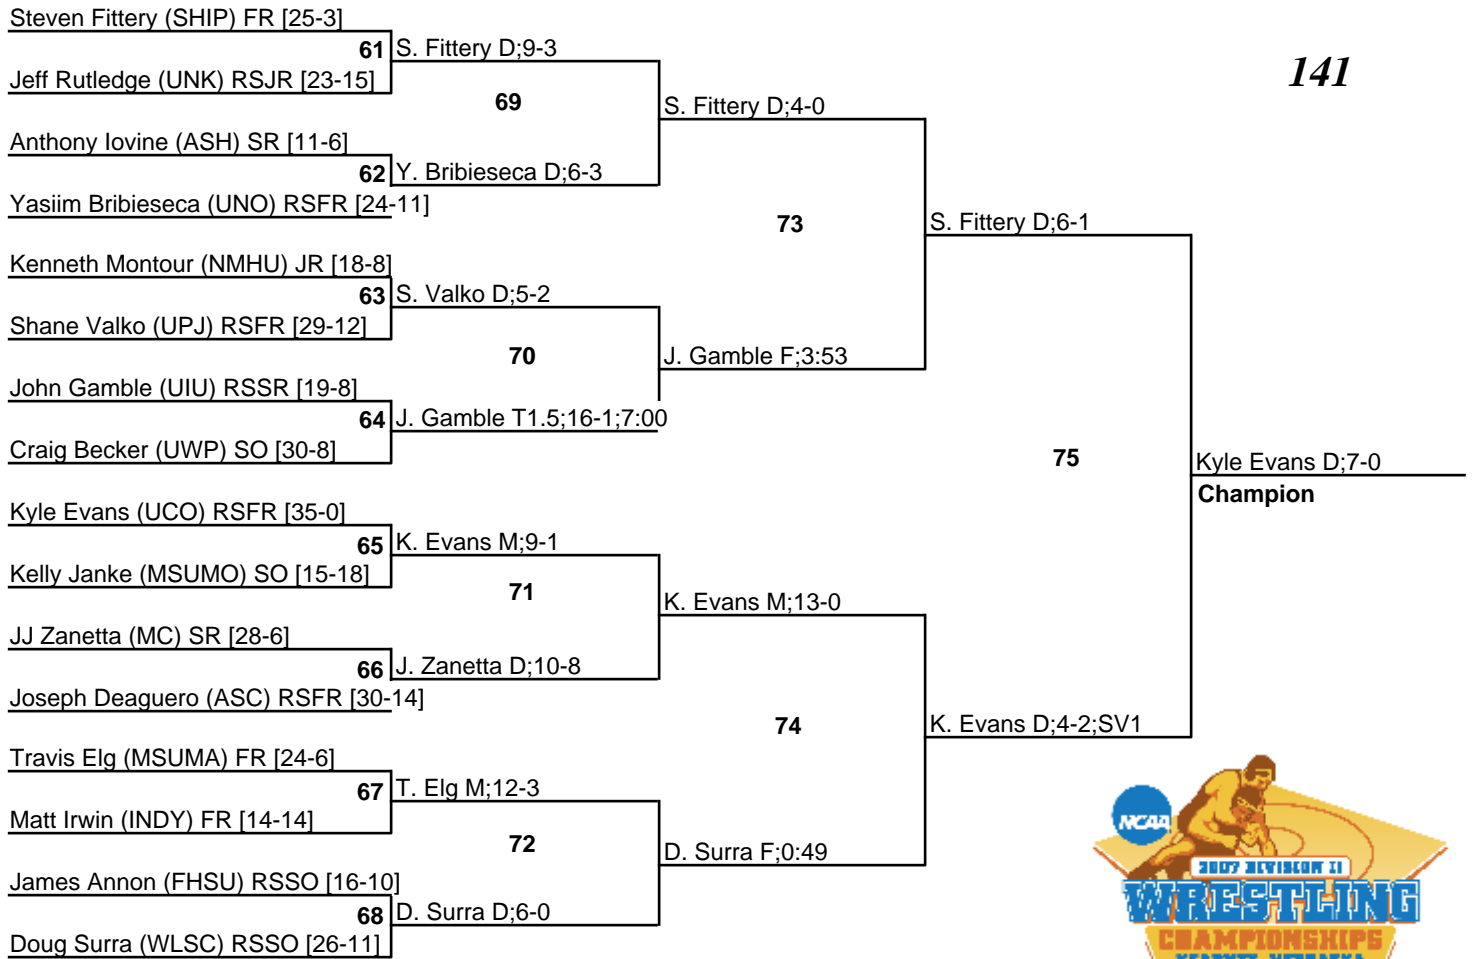 141
Steven Fittery (SHIP) FR [25-3]
61 S. Fittery D;9-3
Jeff Rutledge (UNK) RSJR [23-15]
69
S. Fittery D;4-0
Anthony Iovine (ASH) SR [11-6]
62 Y. Bribieseca D;6-3
Yasiim Bribieseca (UNO) RSFR [24-11]
73
S. Fittery D;6-1
Kenneth Montour (NMHU) JR [18-8]
63 S. Valko D;5-2
Shane Valko (UPJ) RSFR [29-12]
70
J. Gamble F;3:53
John Gamble (UIU) RSSR [19-8]
64 J. Gamble T1.5;16-1;7:00
Craig Becker (UWP) SO [30-8]
75
Kyle Evans D;7-0
Champion
Kyle Evans (UCO) RSFR [35-0]
65 K. Evans M;9-1
Kelly Janke (MSUMO) SO [15-18]
71
K. Evans M;13-0
JJ Zanetta (MC) SR [28-6]
66 J. Zanetta D;10-8
Joseph Deaguero (ASC) RSFR [30-14]
74
K. Evans D;4-2;SV1
Travis Elg (MSUMA) FR [24-6]
67 T. Elg M;12-3
Matt Irwin (INDY) FR [14-14]
72
D. Surra F;0:49
James Annon (FHSU) RSSO [16-10]
68 D. Surra D;6-0
Doug Surra (WLSC) RSSO [26-11]
NCAA
2007 DIVISION II
WRESTLING
CHAMPIONSHIPS